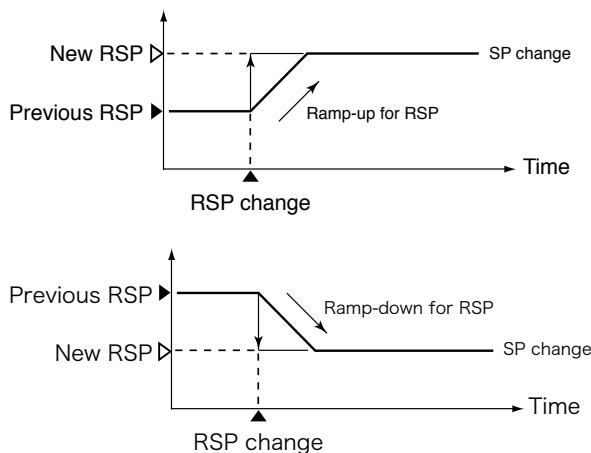 New RSP
SP change
Previous RSP
Ramp-up for RSP
Time
RSP change
Previous RSP
Ramp-down for RSP
New RSP
SP change
Time
RSP change